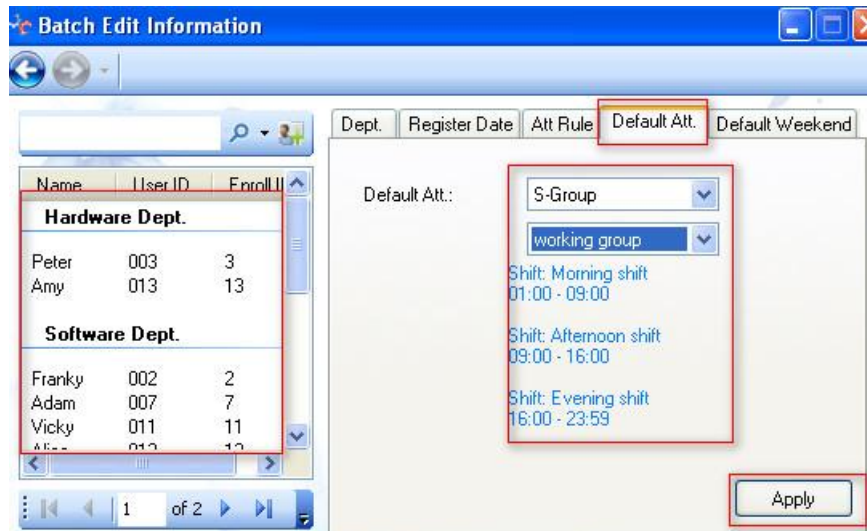 Batch Edit Information
Dept. Register Date Att Rule Default Att. Default Weekend
Name User ID Enroll I
Hardware Dept.
Peter 003 3
Amy 013 13
Software Dept.
Franky 002 2
Adam 007 7
Vicky 011 11
1 of 2
Default Att.: S-Group
working group
Shift: Morning shift
01:00 - 09:00
Shift: Afternoon shift
09:00 - 16:00
Shift: Evening shift
16:00 - 23:59
Apply